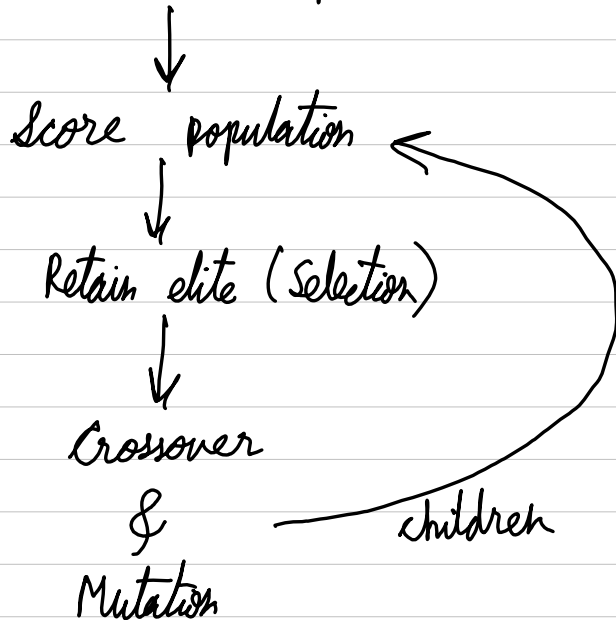 Score population
Retain elite (Selection)
Crossover
&
children
Mutation